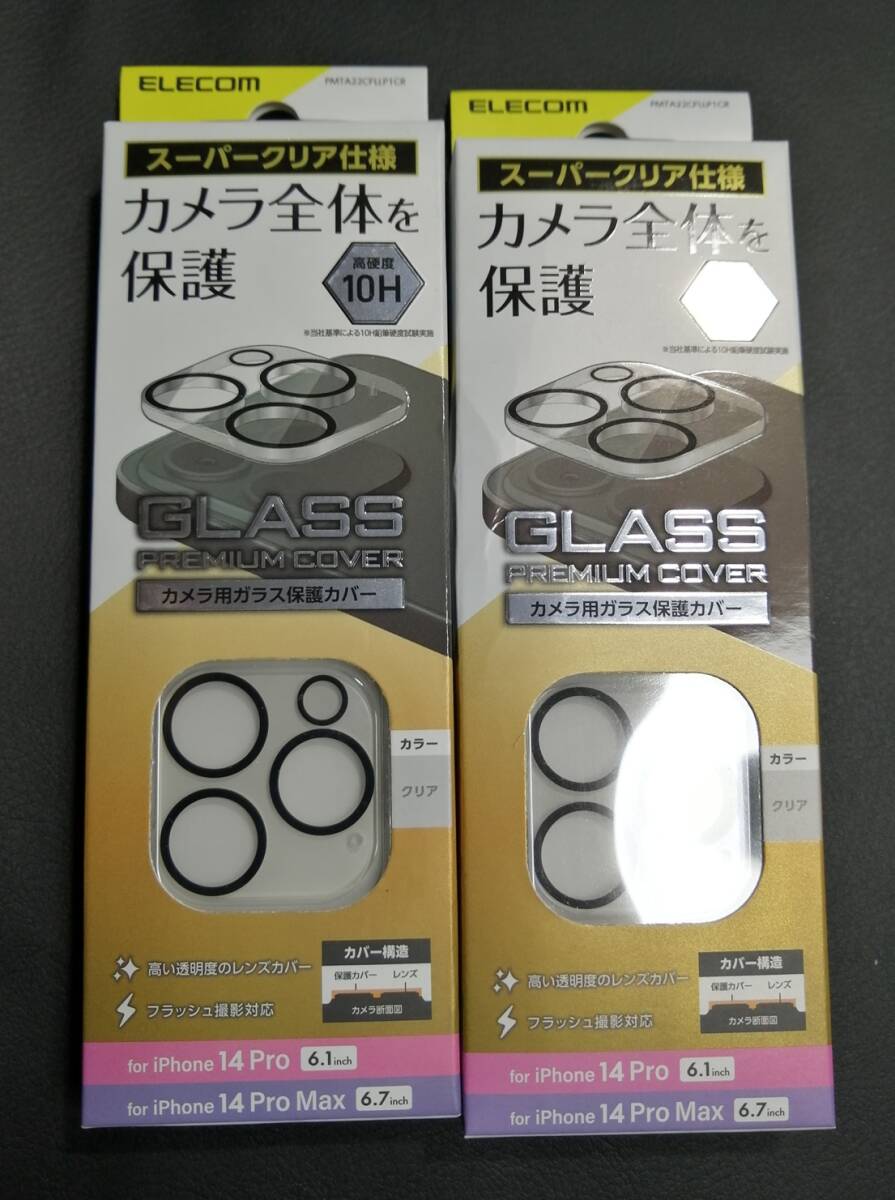 ELECOM
PMTA22CFLLP1CR
スーパークリア仕様
カメラ全体を
保護
高硬度
10H
※当社基準による10H鉛筆硬度試験実施
GLASS
PREMIUM COVER
カメラ用ガラス保護カバー
カラー
クリア
高い透明度のレンズカバー
フラッシュ撮影対応
カバー構造
保護カバー
レンズ
カメラ断面図
for iPhone 14 Pro 6.1inch
for iPhone 14 Pro Max 6.7inch
ELECOM
PMTA22CFLLP1CR
スーパークリア仕様
カメラ全体を
保護
※当社基準による10H鉛筆硬度試験実施
GLASS
PREMIUM COVER
カメラ用ガラス保護カバー
カラー
クリア
高い透明度のレンズカバー
フラッシュ撮影対応
カバー構造
保護カバー
レンズ
カメラ断面図
for iPhone 14 Pro 6.1inch
for iPhone 14 Pro Max 6.7inch